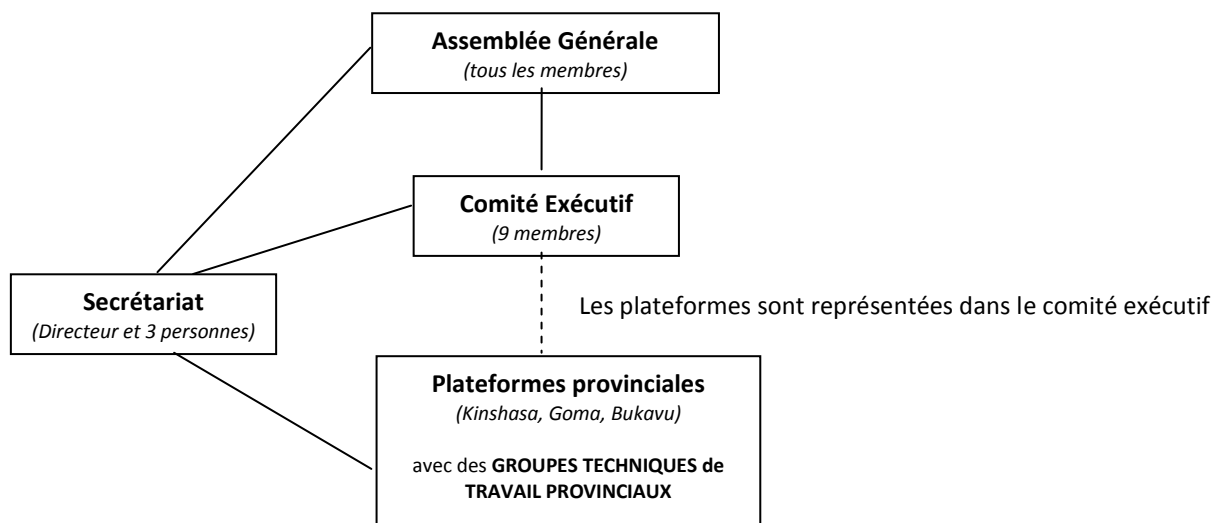 Assemblée Générale
(tous les membres)
Comité Exécutif
(9 membres)
Secrétariat
(Directeur et 3 personnes)
Les plateformes sont représentées dans le comité exécutif
Plateformes provinciales
(Kinshasa, Goma, Bukavu)
avec des GROUPES TECHNIQUES de
TRAVAIL PROVINCIAUX